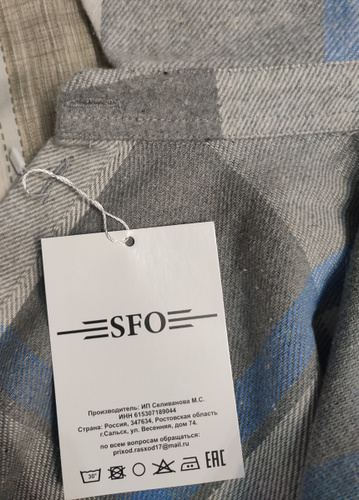 SFO
Производитель: ИП Селиванова М.С.
ИНН 615307189044
Страна: Россия, 347634, Ростовская область
г.Сальск, ул. Весенняя, дом 74.
по всем вопросам обращаться:
prixod.rasxod17@mail.ru
30° EAC